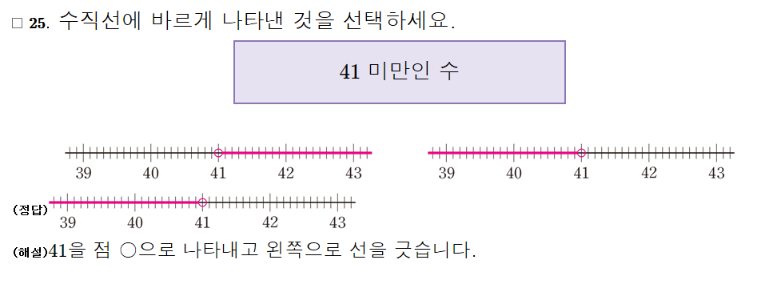 □ 25. 수직선에 바르게 나타낸 것을 선택하세요.
41 미만인 수
39 40 41 42 43 39 40 41 42 43
(정답)
39 40 41 42 43
(해설)41을 점 ○으로 나타내고 왼쪽으로 선을 긋습니다.